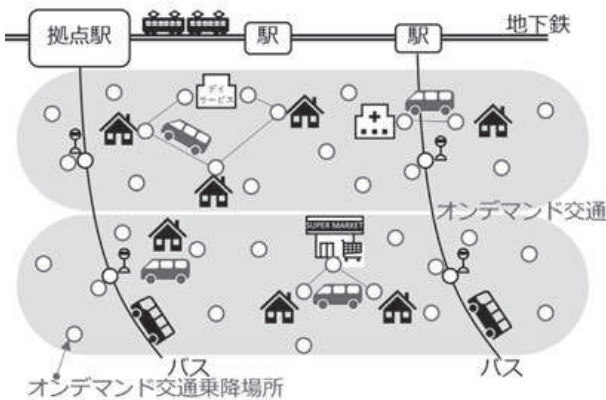 拠点駅
駅
駅
地下鉄
デイ
サービス
オンデマンド交通
SUPER MARKET
バス
バス
オンデマンド交通乗降場所